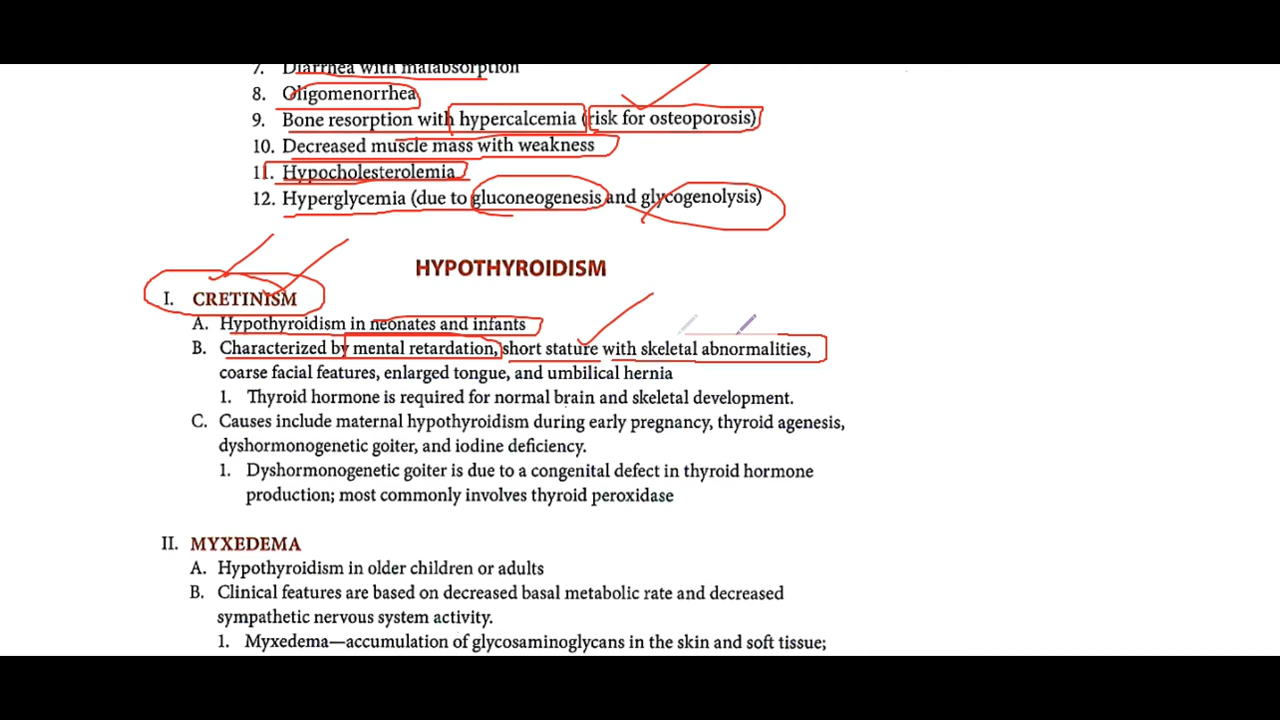 7. Diarrhea with malabsorption
8. Oligomenorrhea
9. Bone resorption with hypercalcemia (risk for osteoporosis)
10. Decreased muscle mass with weakness
11. Hypocholesterolemia
12. Hyperglycemia (due to gluconeogenesis and glycogenolysis)
HYPOTHYROIDISM
I. CRETINISM
A. Hypothyroidism in neonates and infants
B. Characterized by mental retardation, short stature with skeletal abnormalities,
coarse facial features, enlarged tongue, and umbilical hernia
1. Thyroid hormone is required for normal brain and skeletal development.
C. Causes include maternal hypothyroidism during early pregnancy, thyroid agenesis,
dyshormonogenetic goiter, and iodine deficiency.
1. Dyshormonogenetic goiter is due to a congenital defect in thyroid hormone
production; most commonly involves thyroid peroxidase
II. MYXEDEMA
A. Hypothyroidism in older children or adults
B. Clinical features are based on decreased basal metabolic rate and decreased
sympathetic nervous system activity.
1. Myxedema—accumulation of glycosaminoglycans in the skin and soft tissue;